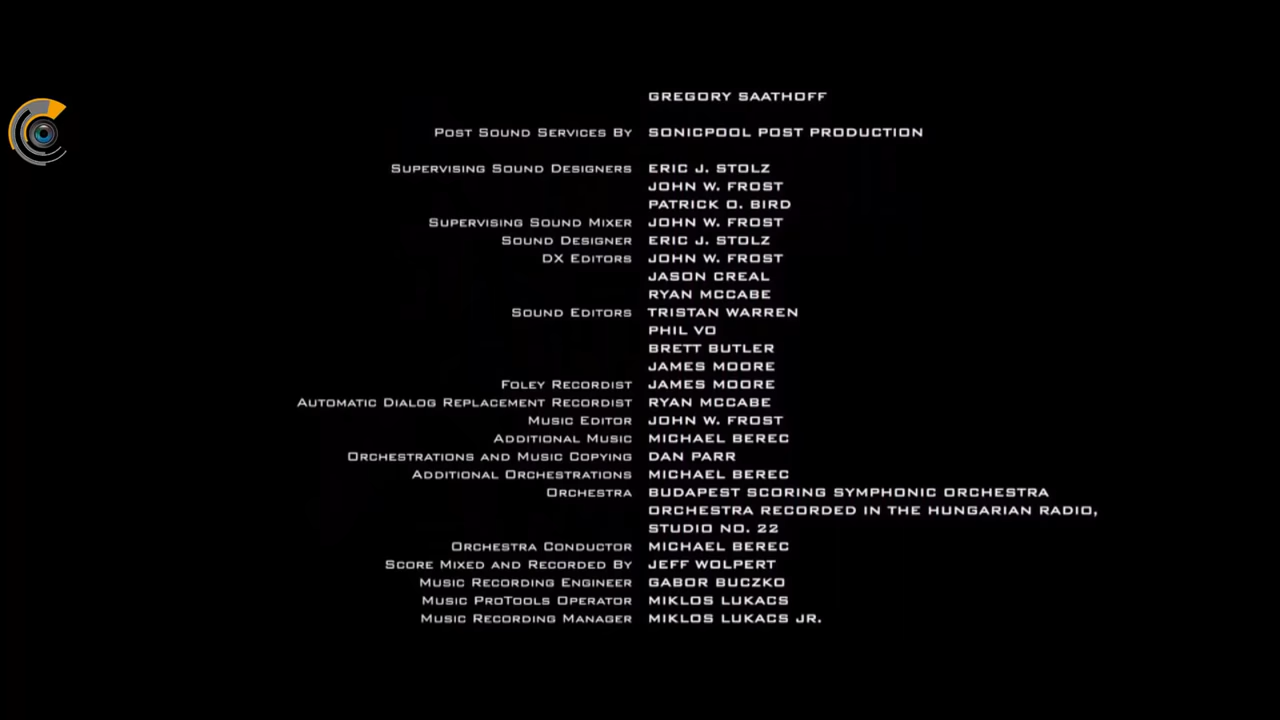 GREGORY SAATHOFF
POST SOUND SERVICES BY SONICPOOL POST PRODUCTION
SUPERVISING SOUND DESIGNERS ERIC J. STOLZ
JOHN W. FROST
PATRICK O. BIRD
SUPERVISING SOUND MIXER JOHN W. FROST
SOUND DESIGNER ERIC J. STOLZ
DX EDITORS JOHN W. FROST
JASON CREAL
RYAN MCCABE
SOUND EDITORS TRISTAN WARREN
PHIL VO
BRETT BUTLER
JAMES MOORE
FOLEY RECORDIST JAMES MOORE
AUTOMATIC DIALOG REPLACEMENT RECORDIST RYAN MCCABE
MUSIC EDITOR JOHN W. FROST
ADDITIONAL MUSIC MICHAEL BEREC
ORCHESTRATIONS AND MUSIC COPYING DAN PARR
ADDITIONAL ORCHESTRATIONS MICHAEL BEREC
ORCHESTRA BUDAPEST SCORING SYMPHONIC ORCHESTRA
ORCHESTRA RECORDED IN THE HUNGARIAN RADIO,
STUDIO NO. 22
ORCHESTRA CONDUCTOR MICHAEL BEREC
SCORE MIXED AND RECORDED BY JEFF WOLPERT
MUSIC RECORDING ENGINEER GABOR BUCZKO
MUSIC PROTOOLS OPERATOR MIKLOS LUKACS
MUSIC RECORDING MANAGER MIKLOS LUKACS JR.